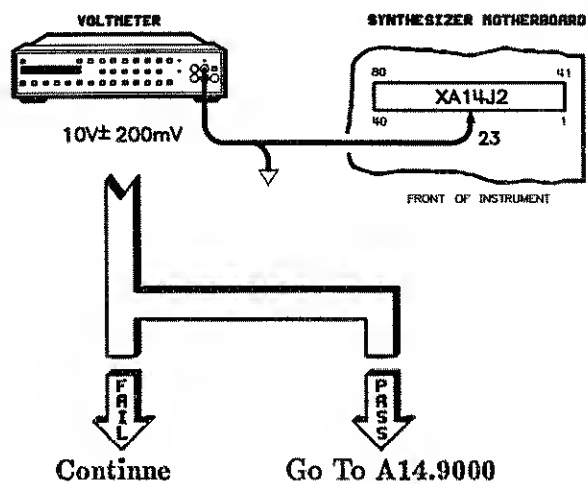 VOLTMETER
SYNTHESIZER MOTHERBOARD
80 41
XA14J2
40 1
10V± 200mV
23
FRONT OF INSTRUMENT
FAIL
PASS
Continne
Go To A14.9000